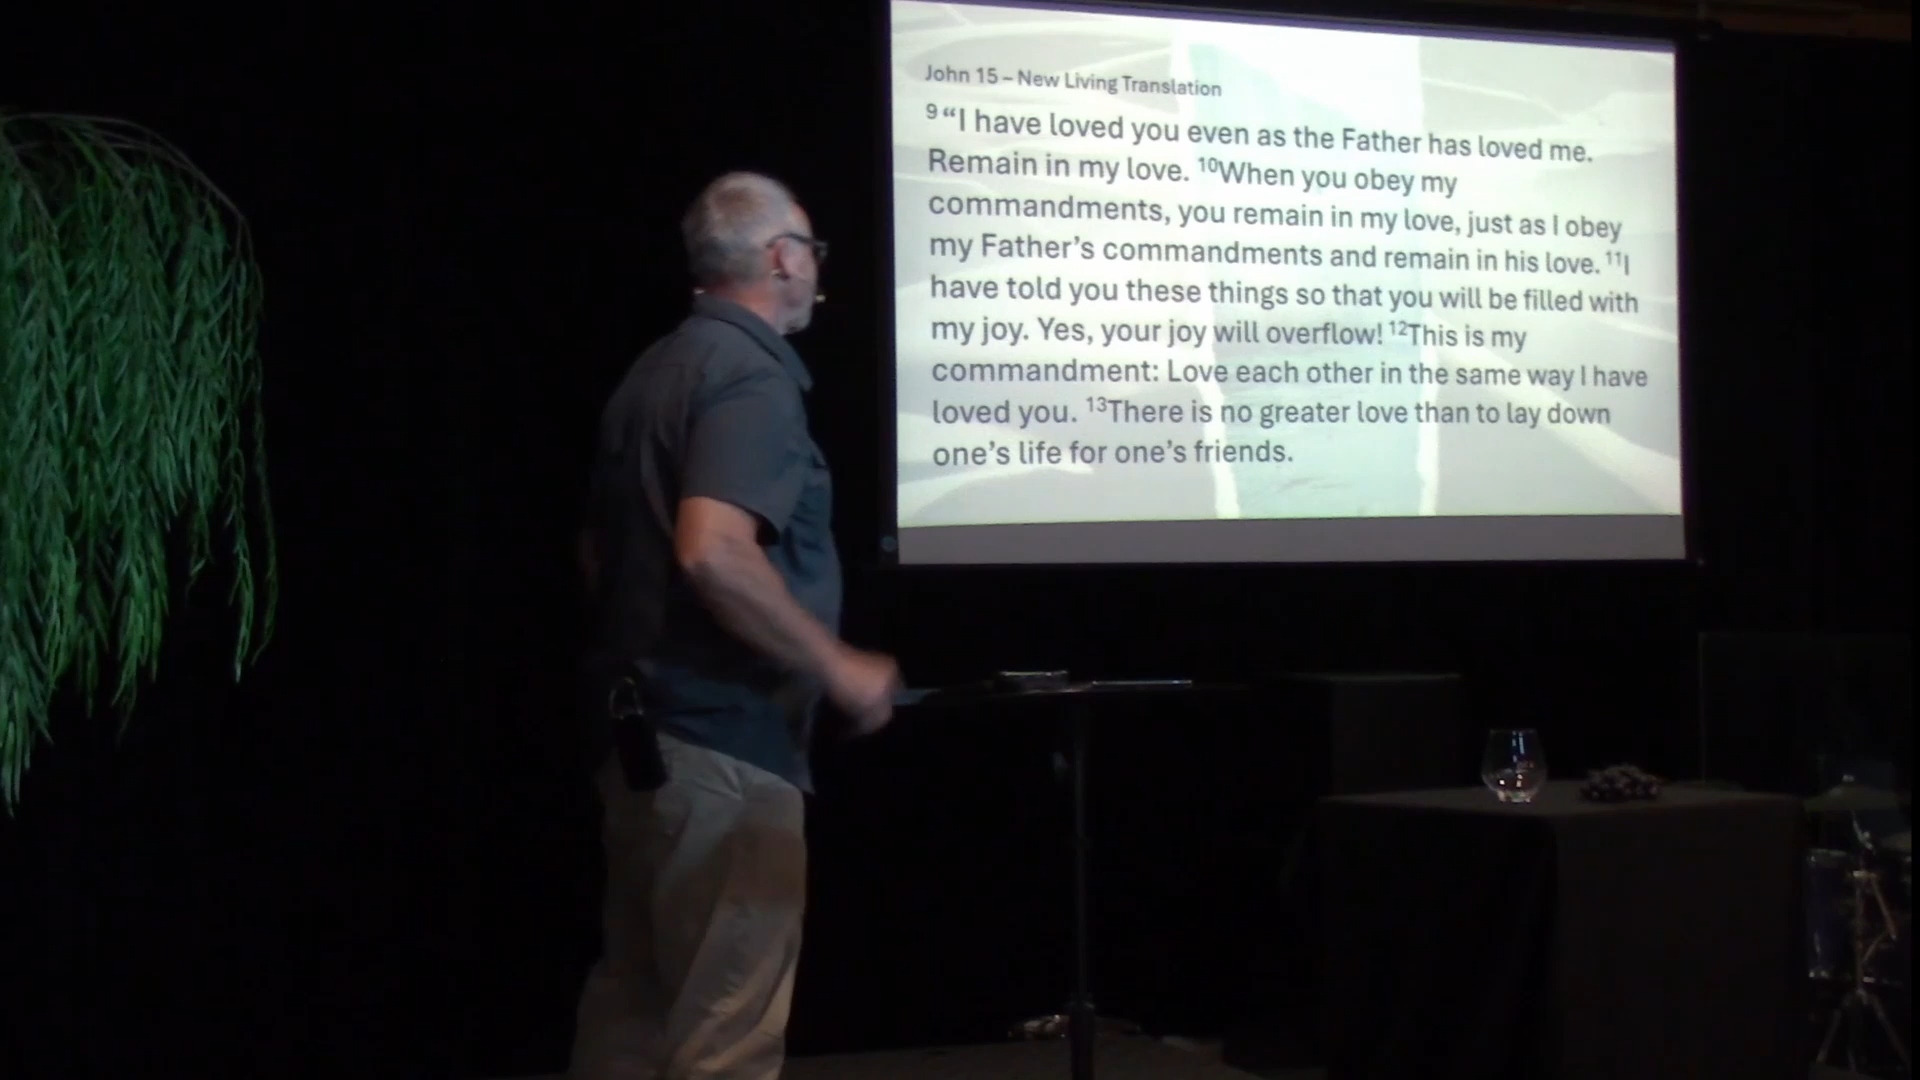 John 15 – New Living Translation
9 “I have loved you even as the Father has loved me.
Remain in my love. 10When you obey my
commandments, you remain in my love, just as I obey
my Father’s commandments and remain in his love. 11I
have told you these things so that you will be filled with
my joy. Yes, your joy will overflow! 12This is my
commandment: Love each other in the same way I have
loved you. 13There is no greater love than to lay down
one’s life for one’s friends.